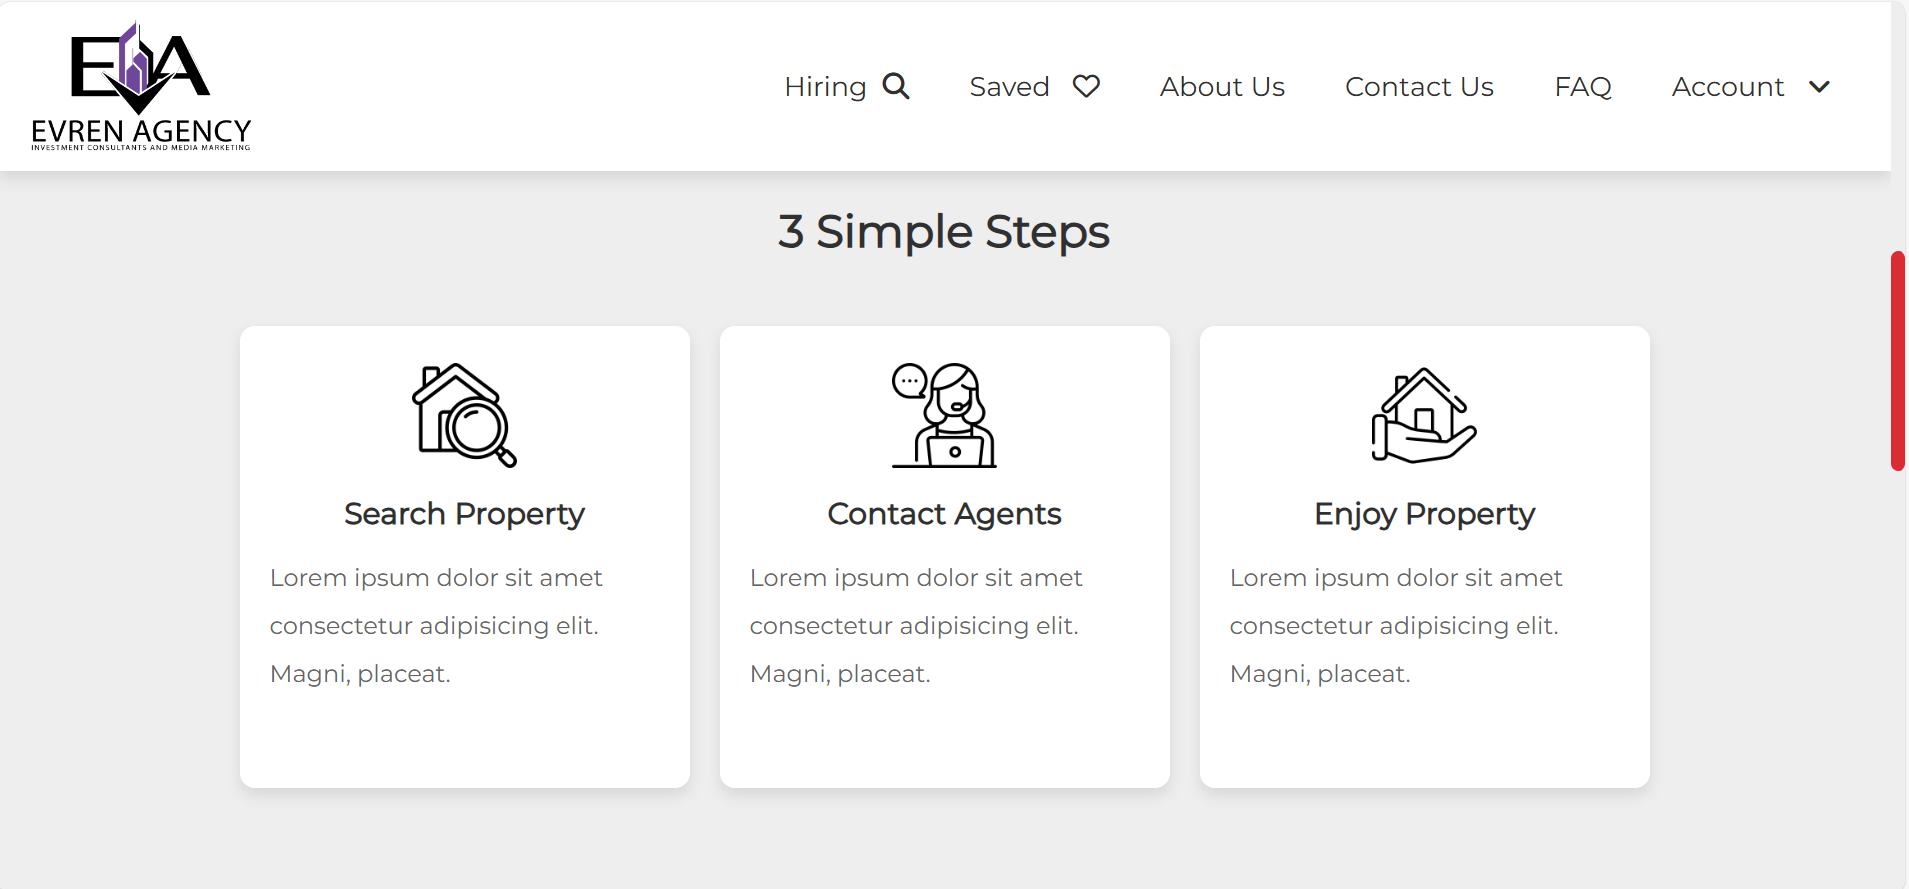 EA
EVREN AGENCY
INVESTMENT CONSULTANTS AND MEDIA MARKETING
Hiring Saved About Us Contact Us FAQ Account
3 Simple Steps
Search Property
Lorem ipsum dolor sit amet
consectetur adipisicing elit.
Magni, placeat.
Contact Agents
Lorem ipsum dolor sit amet
consectetur adipisicing elit.
Magni, placeat.
Enjoy Property
Lorem ipsum dolor sit amet
consectetur adipisicing elit.
Magni, placeat.